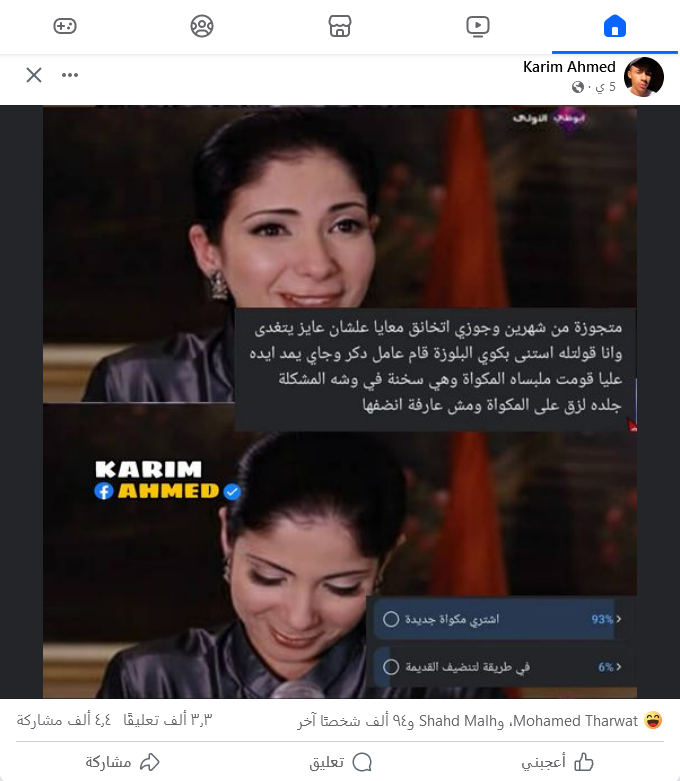 Karim Ahmed
5 ي ·
ابوظبي الاولى
متجوزة من شهرين وجوزي اتخانق معايا علشان عايز يتغدى
وانا قولتله استنى بكوي البلوزة قام عامل دكر وجاي يمد ايده
عليا قومت ملبساه المكواة وهي سخنة في وشه المشكلة
جلده لزق على المكواة ومش عارفة انضفها
KARIM
AHMED
اشتري مكواة جديدة 93%
في طريقة لتنضيف القديمة 6%
Mohamed Tharwat، وShahd Malh و٩٤ ألف شخصًا آخر
٣٫٣ ألف تعليقًا ٤٫٤ ألف مشاركة
أعجبني
تعليق
مشاركة